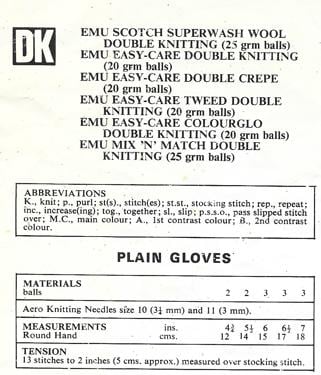 DK
EMU SCOTCH SUPERWASH WOOL
DOUBLE KNITTING (25 grm balls)
EMU EASY-CARE DOUBLE KNITTING
(20 grm balls)
EMU EASY-CARE DOUBLE CREPE
(20 grm balls)
EMU EASY-CARE TWEED DOUBLE
KNITTING (20 grm balls)
EMU EASY-CARE COLOURGLO
DOUBLE KNITTING (20 grm balls)
EMU MIX 'N' MATCH DOUBLE
KNITTING (25 grm balls)
ABBREVIATIONS
K., knit; p., purl; st(s)., stitch(es); st.st., stocking stitch; rep., repeat;
inc., increase(ing); tog., together; sl., slip; p.s.s.o., pass slipped stitch
over; M.C., main colour; A., 1st contrast colour; B., 2nd contrast
colour.
PLAIN GLOVES
MATERIALS
balls 2 2 3 3 3
Aero Knitting Needles size 10 (3¼ mm) and 11 (3 mm).
MEASUREMENTS ins. 4¾ 5½ 6 6½ 7
Round Hand cms. 12 14 15 17 18
TENSION
13 stitches to 2 inches (5 cms. approx.) measured over stocking stitch.